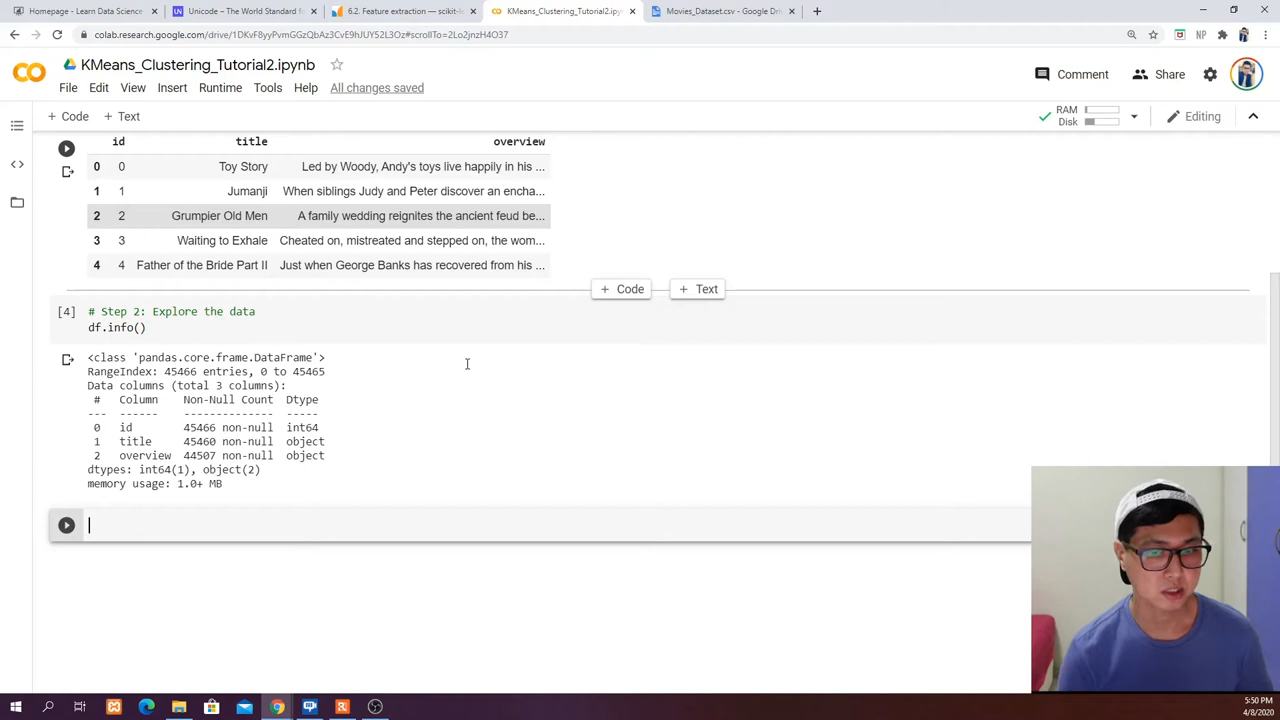 Homepage - Learn Data Science
Unicode – The World Standard fo
6.2. Feature extraction — scikit-le
KMeans_Clustering_Tutorial2.ipyn
Movies_Dataset.csv - Google Driv
colab.research.google.com/drive/1DKvF8yyPvmGGzQbAz3CvE9hJUY52L3Oz#scrollTo=2Lo2jnzH4O37
NP
KMeans_Clustering_Tutorial2.ipynb
Comment
Share
File Edit View Insert Runtime Tools Help All changes saved
+ Code + Text
RAM
Disk
Editing
id title overview
0 0 Toy Story Led by Woody, Andy's toys live happily in his ...
1 1 Jumanji When siblings Judy and Peter discover an encha...
2 2 Grumpier Old Men A family wedding reignites the ancient feud be...
3 3 Waiting to Exhale Cheated on, mistreated and stepped on, the wom...
4 4 Father of the Bride Part II Just when George Banks has recovered from his ...
+ Code + Text
[4] # Step 2: Explore the data
df.info()
<class 'pandas.core.frame.DataFrame'>
RangeIndex: 45466 entries, 0 to 45465
Data columns (total 3 columns):
# Column Non-Null Count Dtype
--- ------ -------------- -----
0 id 45466 non-null int64
1 title 45460 non-null object
2 overview 44507 non-null object
dtypes: int64(1), object(2)
memory usage: 1.0+ MB
5:50 PM
4/8/2020